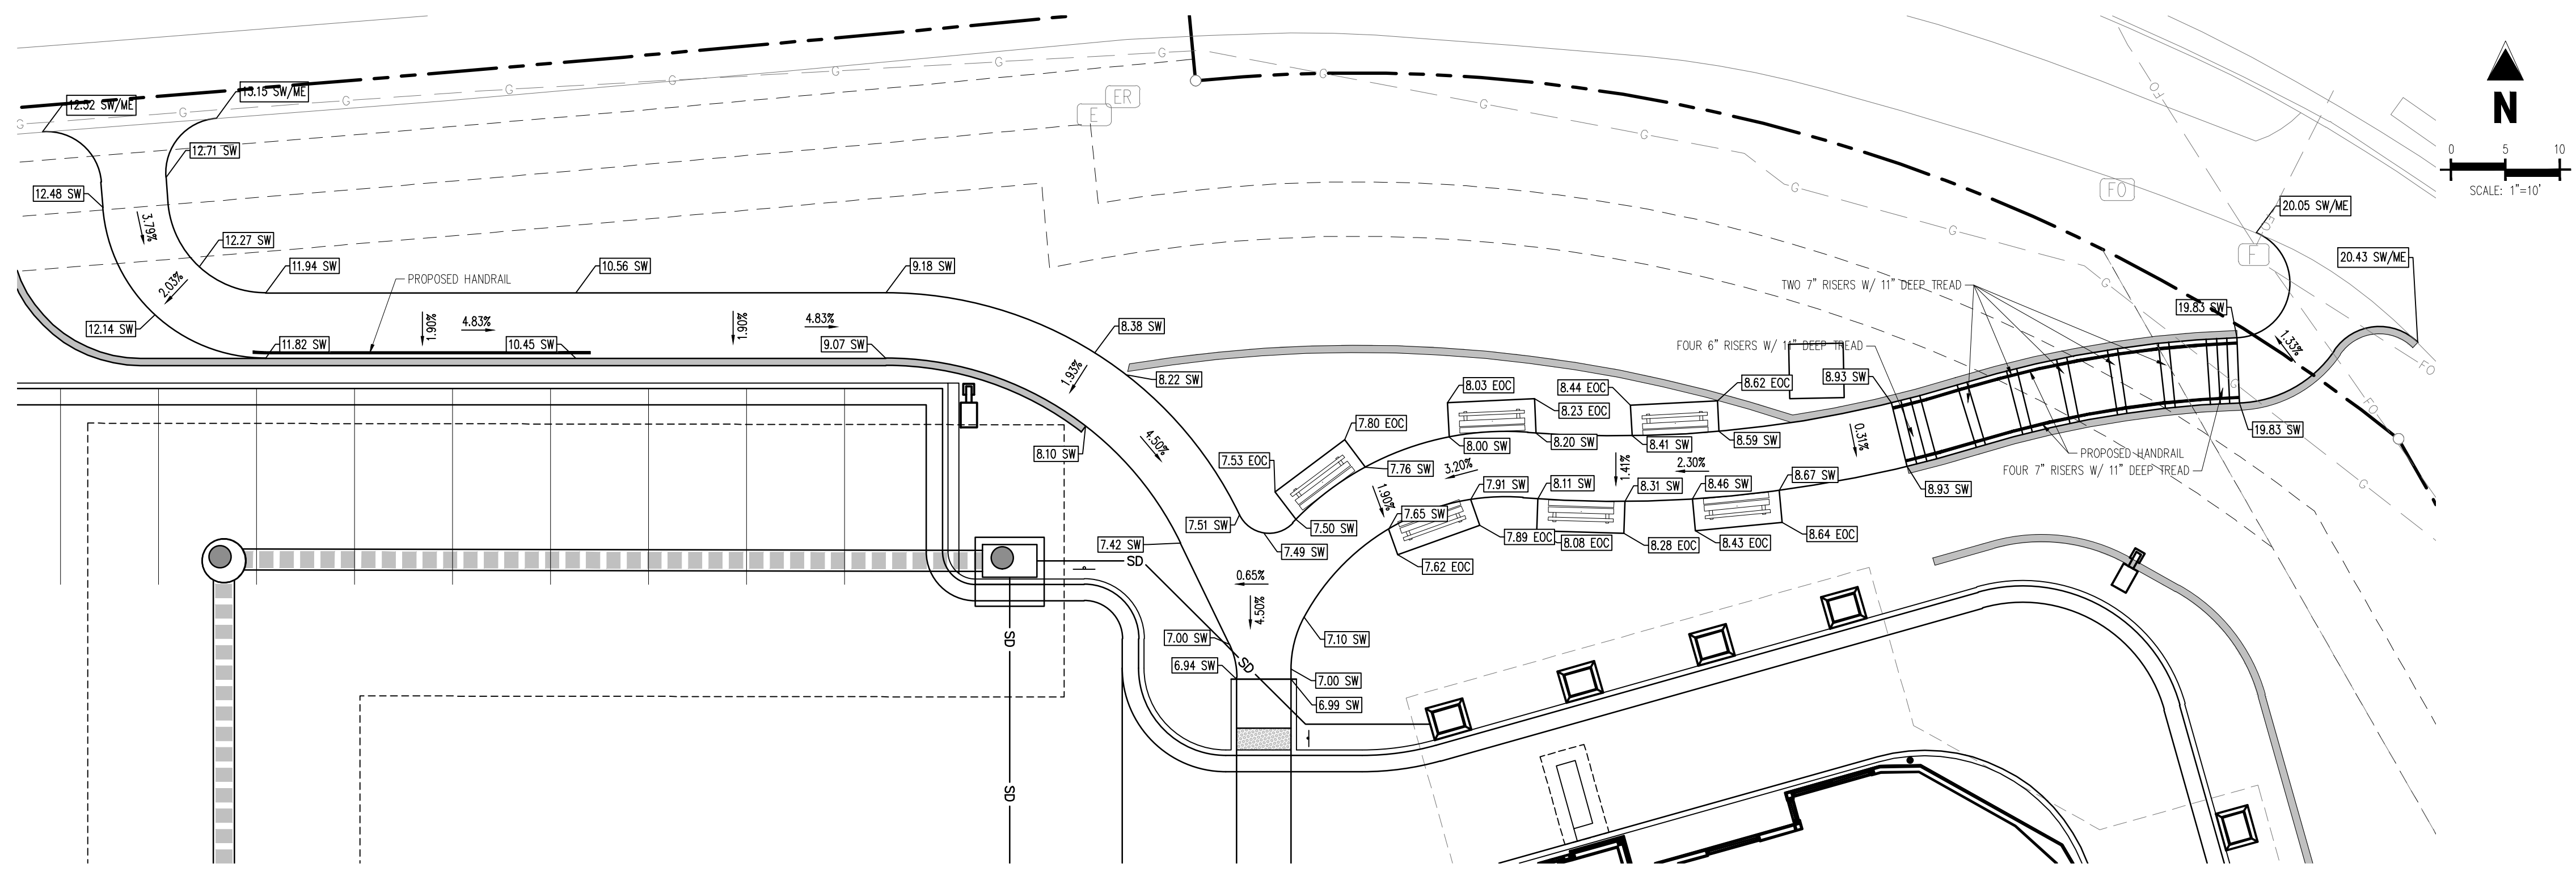 12.52 SW/ME
13.15 SW/ME
12.71 SW
12.48 SW
3.79%
12.27 SW
2.03%
11.94 SW
10.56 SW
9.18 SW
PROPOSED HANDRAIL
12.14 SW
11.82 SW
1.90%
4.83%
10.45 SW
1.90%
4.83%
9.07 SW
8.38 SW
1.93%
8.22 SW
4.50%
8.10 SW
G
G
G
G
G
G
G
G
E
ER
G
G
G
G
G
G
G
G
G
FO
FO
F
FO
FO
20.05 SW/ME
20.43 SW/ME
TWO 7" RISERS W/ 11" DEEP TREAD
19.83 SW
1.33%
FOUR 6" RISERS W/ 11" DEEP TREAD
8.93 SW
8.03 EOC
8.23 EOC
8.44 EOC
8.62 EOC
7.80 EOC
8.00 SW
8.20 SW
8.41 SW
8.59 SW
0.31%
19.83 SW
PROPOSED HANDRAIL
FOUR 7" RISERS W/ 11" DEEP TREAD
7.53 EOC
7.76 SW
3.20%
1.41%
2.30%
8.67 SW
8.93 SW
1.90%
7.91 SW
8.11 SW
8.31 SW
8.46 SW
7.65 SW
7.51 SW
7.50 SW
7.49 SW
7.42 SW
7.89 EOC
8.08 EOC
8.28 EOC
8.43 EOC
8.64 EOC
7.62 EOC
SD
0.65%
4.50%
7.00 SW
7.10 SW
SD
SD
6.94 SW
7.00 SW
6.99 SW
SD
N
0 5 10
SCALE: 1"=10'